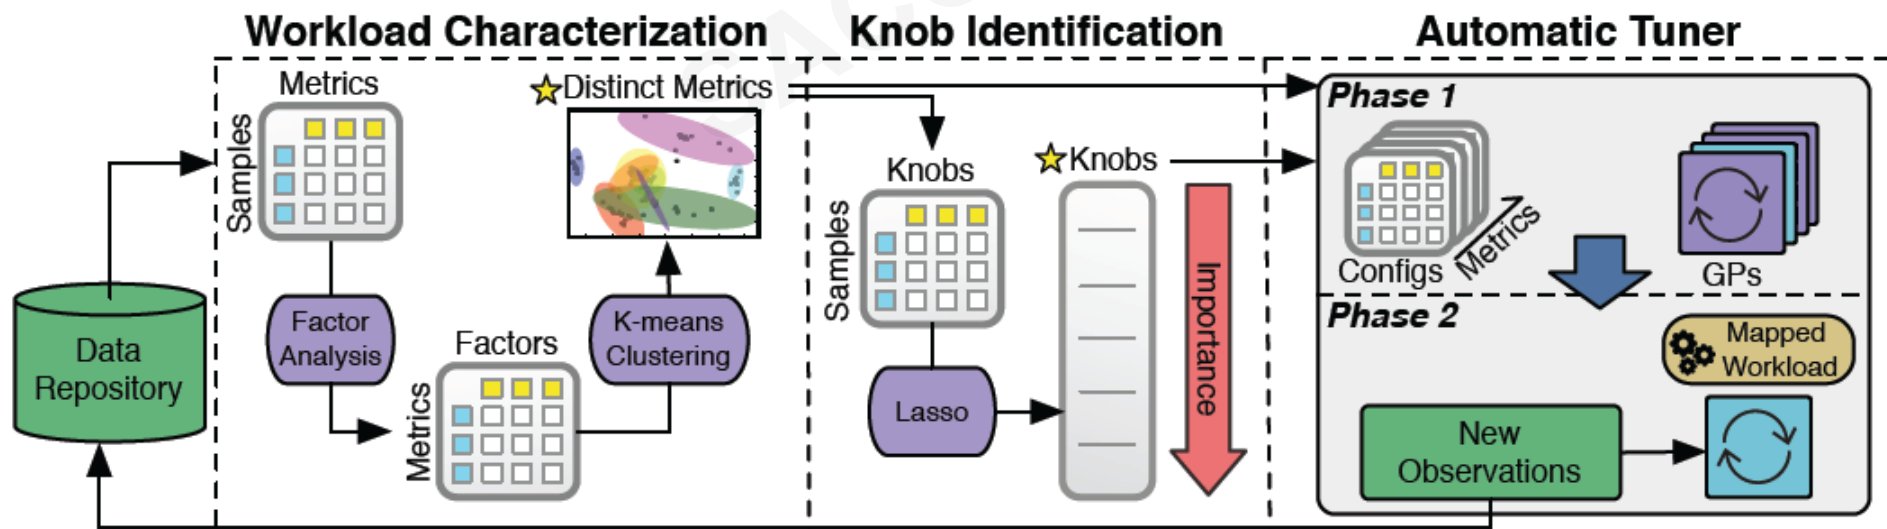 Workload Characterization
Knob Identification
Automatic Tuner
Metrics
Samples
Distinct Metrics
Factor
Analysis
Factors
Metrics
K-means
Clustering
Data
Repository
Knobs
Samples
Lasso
Knobs
Importance
Phase 1
Configs
Metrics
GPs
Phase 2
Mapped
Workload
New
Observations